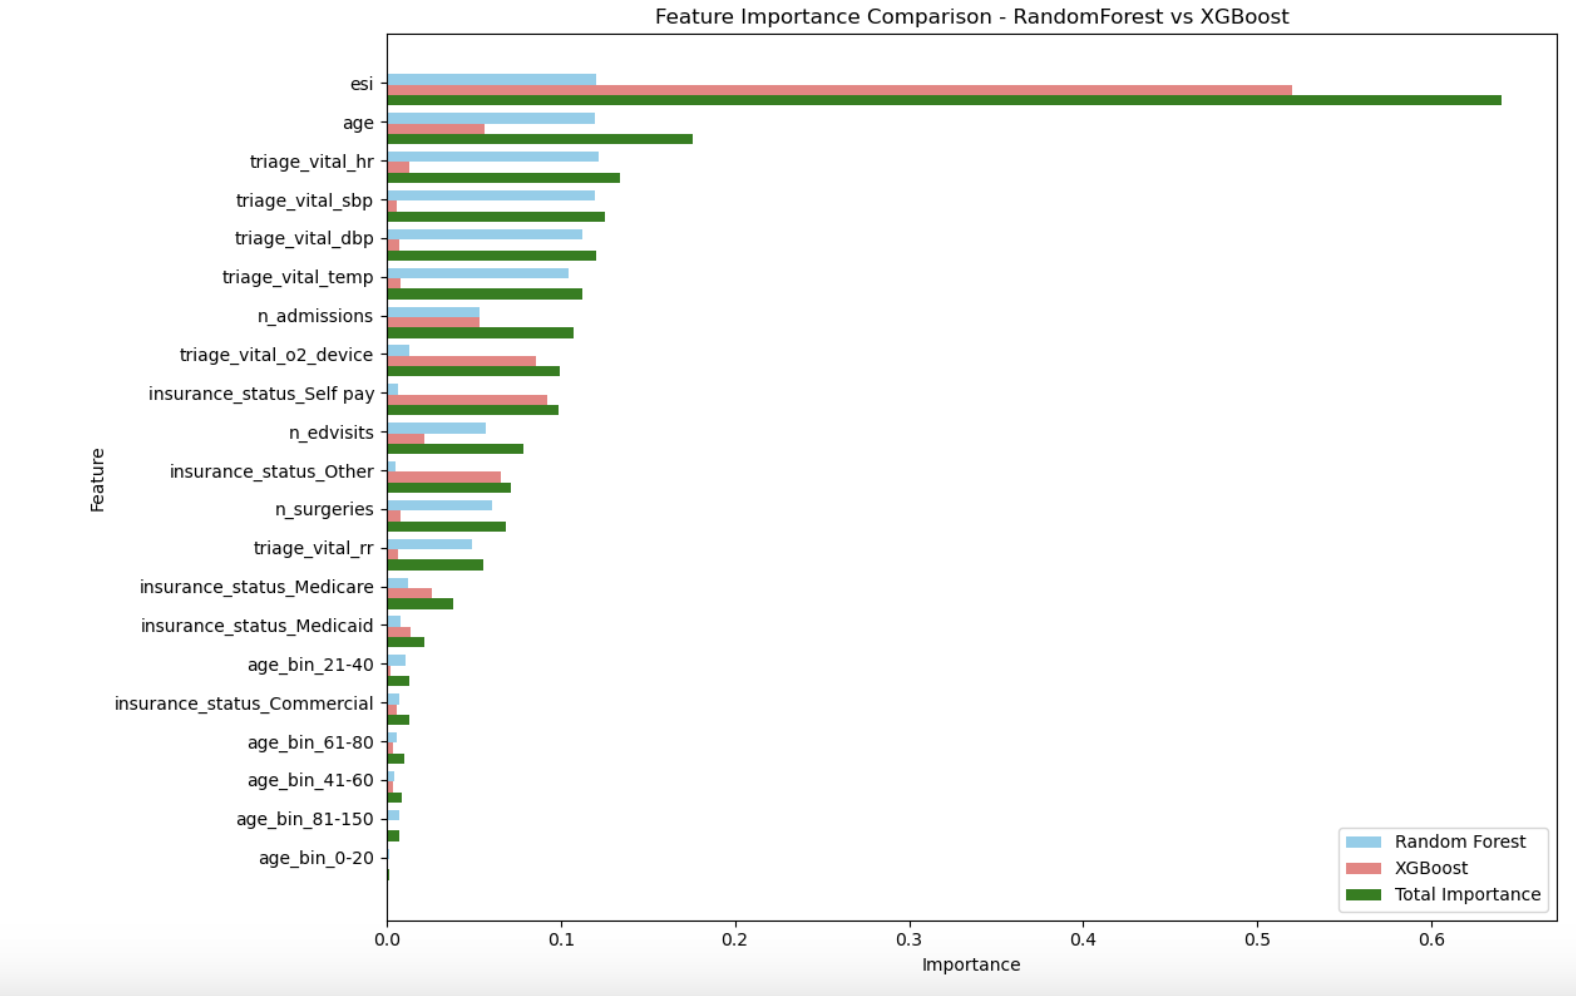 Feature Importance Comparison - RandomForest vs XGBoost
esi
age
triage_vital_hr
triage_vital_sbp
triage_vital_dbp
triage_vital_temp
n_admissions
triage_vital_o2_device
insurance_status_Self pay
n_edvisits
insurance_status_Other
n_surgeries
triage_vital_rr
insurance_status_Medicare
insurance_status_Medicaid
age_bin_21-40
insurance_status_Commercial
age_bin_61-80
age_bin_41-60
age_bin_81-150
age_bin_0-20
Feature
Random Forest
XGBoost
Total Importance
0.0 0.1 0.2 0.3 0.4 0.5 0.6
Importance